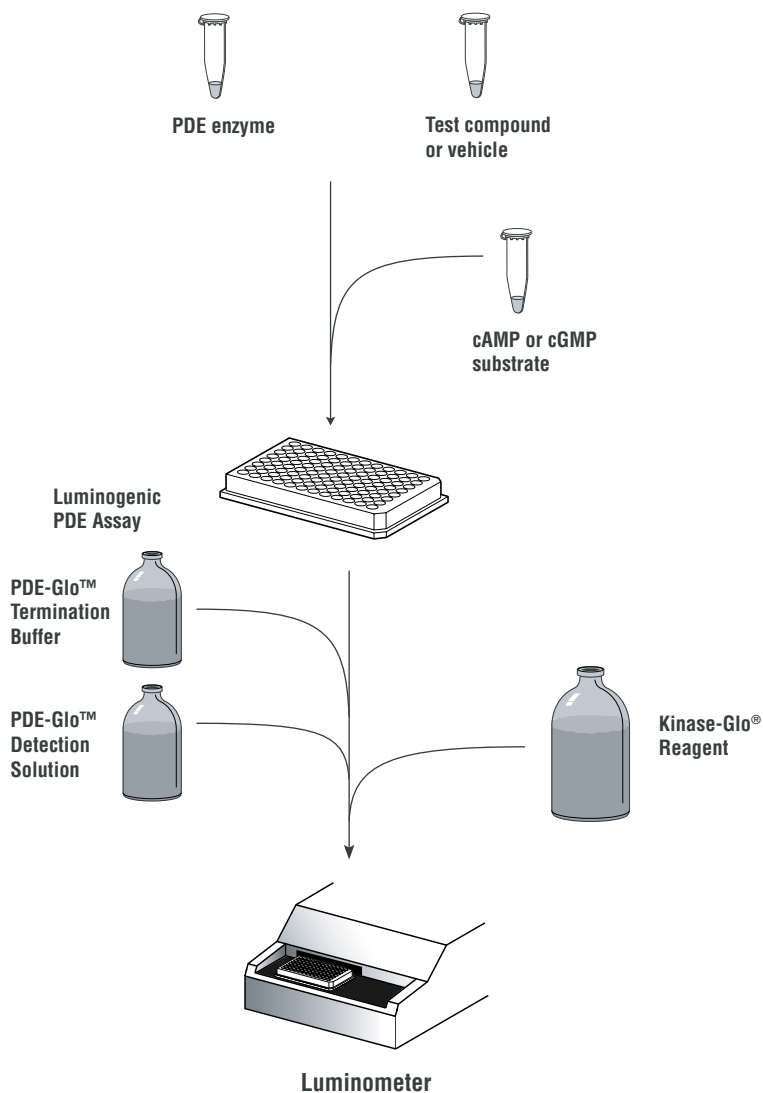 PDE enzyme
Test compound
or vehicle
cAMP or cGMP
substrate
Luminogenic
PDE Assay
PDE-Glo™
Termination
Buffer
PDE-Glo™
Detection
Solution
Kinase-Glo®
Reagent
Luminometer